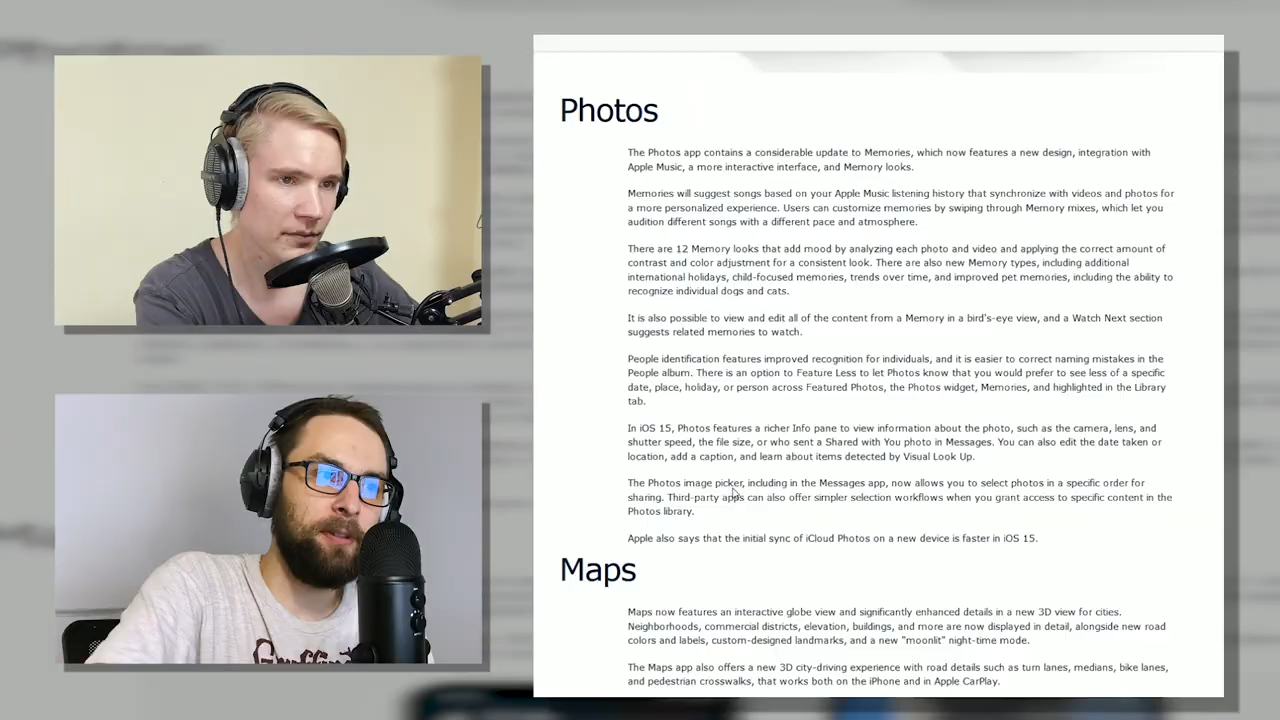 Photos
The Photos app contains a considerable update to Memories, which now features a new design, integration with
Apple Music, a more interactive interface, and Memory looks.
Memories will suggest songs based on your Apple Music listening history that synchronize with videos and photos for
a more personalized experience. Users can customize memories by swiping through Memory mixes, which let you
audition different songs with a different pace and atmosphere.
There are 12 Memory looks that add mood by analyzing each photo and video and applying the correct amount of
contrast and color adjustment for a consistent look. There are also new Memory types, including additional
international holidays, child-focused memories, trends over time, and improved pet memories, including the ability to
recognize individual dogs and cats.
It is also possible to view and edit all of the content from a Memory in a bird's-eye view, and a Watch Next section
suggests related memories to watch.
People identification features improved recognition for individuals, and it is easier to correct naming mistakes in the
People album. There is an option to Feature Less to let Photos know that you would prefer to see less of a specific
date, place, holiday, or person across Featured Photos, the Photos widget, Memories, and highlighted in the Library
tab.
In iOS 15, Photos features a richer Info pane to view information about the photo, such as the camera, lens, and
shutter speed, the file size, or who sent a Shared with You photo in Messages. You can also edit the date taken or
location, add a caption, and learn about items detected by Visual Look Up.
The Photos image picker, including in the Messages app, now allows you to select photos in a specific order for
sharing. Third-party apps can also offer simpler selection workflows when you grant access to specific content in the
Photos library.
Apple also says that the initial sync of iCloud Photos on a new device is faster in iOS 15.
Maps
Maps now features an interactive globe view and significantly enhanced details in a new 3D view for cities.
Neighborhoods, commercial districts, elevation, buildings, and more are now displayed in detail, alongside new road
colors and labels, custom-designed landmarks, and a new "moonlit" night-time mode.
The Maps app also offers a new 3D city-driving experience with road details such as turn lanes, medians, bike lanes,
and pedestrian crosswalks, that works both on the iPhone and in Apple CarPlay.